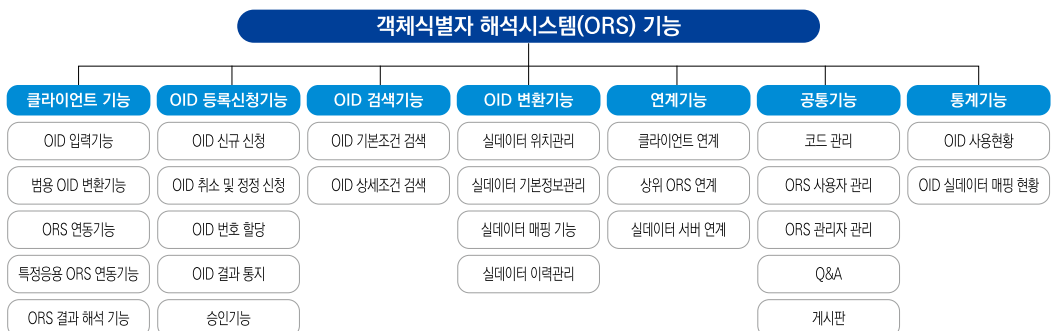 객체식별자 해석시스템(ORS) 기능
클라이언트 기능
OID 입력기능
범용 OID 변환기능
ORS 연동기능
특정응용 ORS 연동기능
ORS 결과 해석 기능
OID 등록신청기능
OID 신규 신청
OID 취소 및 정정 신청
OID 번호 할당
OID 결과 통지
승인기능
OID 검색기능
OID 기본조건 검색
OID 상세조건 검색
OID 변환기능
실데이터 위치관리
실데이터 기본정보관리
실데이터 매핑 기능
실데이터 이력관리
연계기능
클라이언트 연계
상위 ORS 연계
실데이터 서버 연계
공통기능
코드 관리
ORS 사용자 관리
ORS 관리자 관리
Q&A
게시판
통계기능
OID 사용현황
OID 실데이터 매핑 현황